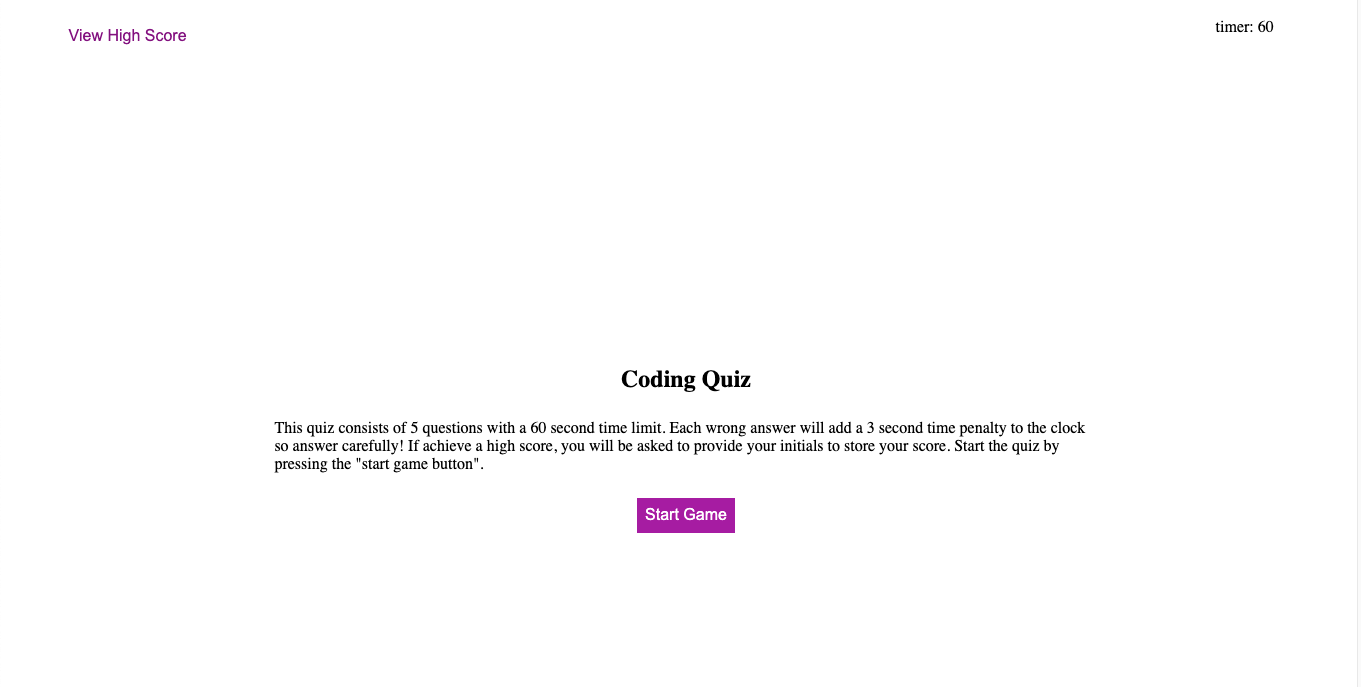 View High Score
timer: 60
Coding Quiz
This quiz consists of 5 questions with a 60 second time limit. Each wrong answer will add a 3 second time penalty to the clock
so answer carefully! If achieve a high score, you will be asked to provide your initials to store your score. Start the quiz by
pressing the "start game button".
Start Game